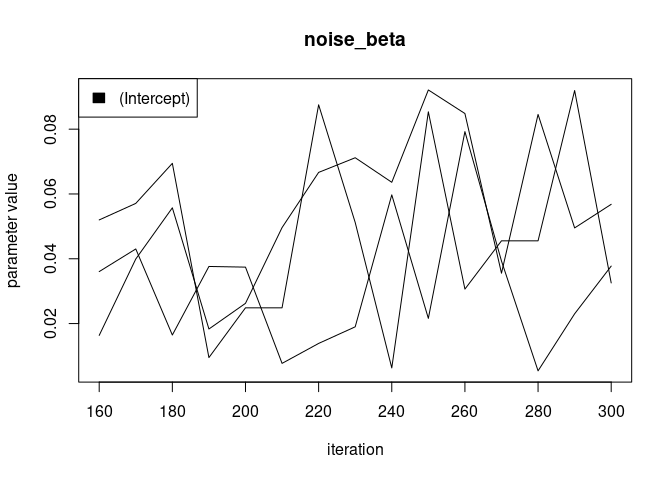 noise_beta
(Intercept)
parameter value
0.08
0.06
0.04
0.02
160 180 200 220 240 260 280 300
iteration